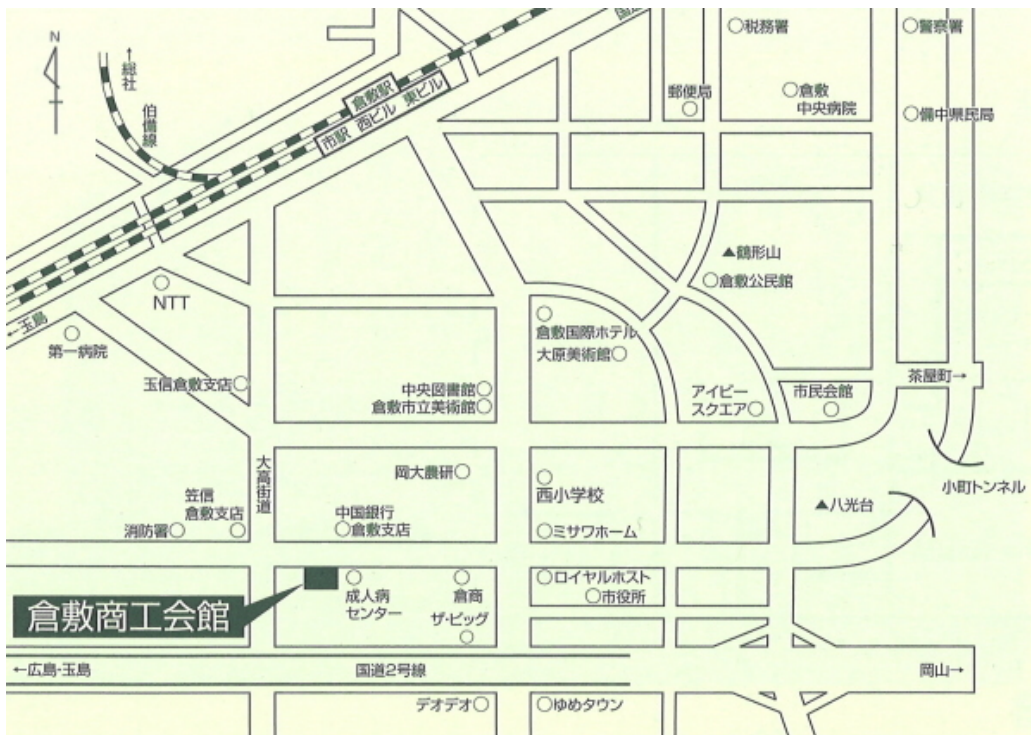 N
↑総社
伯備線
倉敷駅
市駅 西ビル 東ビル
国道
税務署
警察署
郵便局
倉敷
中央病院
備中県民局
▲鶴形山
倉敷公民館
NTT
←玉島
第一病院
倉敷国際ホテル
大原美術館
玉信倉敷支店
中央図書館
倉敷市立美術館
アイビー
スクエア
市民会館
茶屋町→
大高街道
岡大農研
西小学校
小町トンネル
笠信
倉敷支店
消防署
中国銀行
倉敷支店
ミサワホーム
▲八光台
倉敷商工会館
成人病
センター
倉商
ザ・ビッグ
ロイヤルホスト
市役所
←広島・玉島
国道2号線
岡山→
デオデオ
ゆめタウン